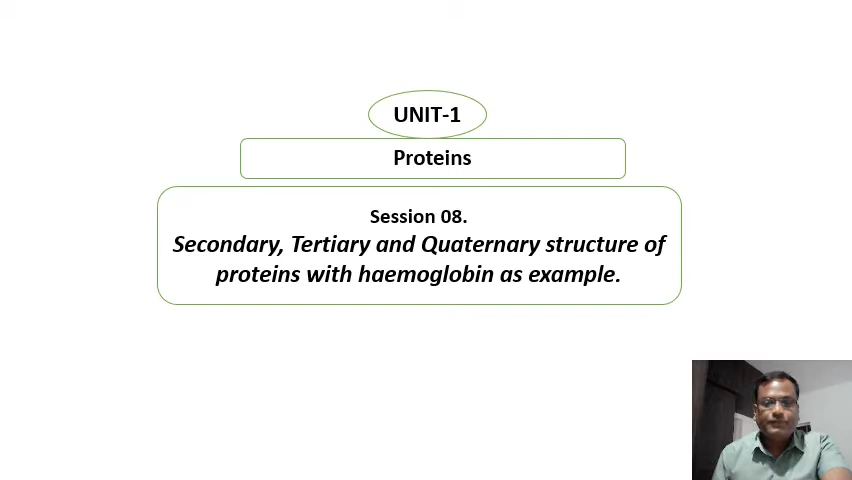 UNIT-1
Proteins
Session 08.
Secondary, Tertiary and Quaternary structure of
proteins with haemoglobin as example.